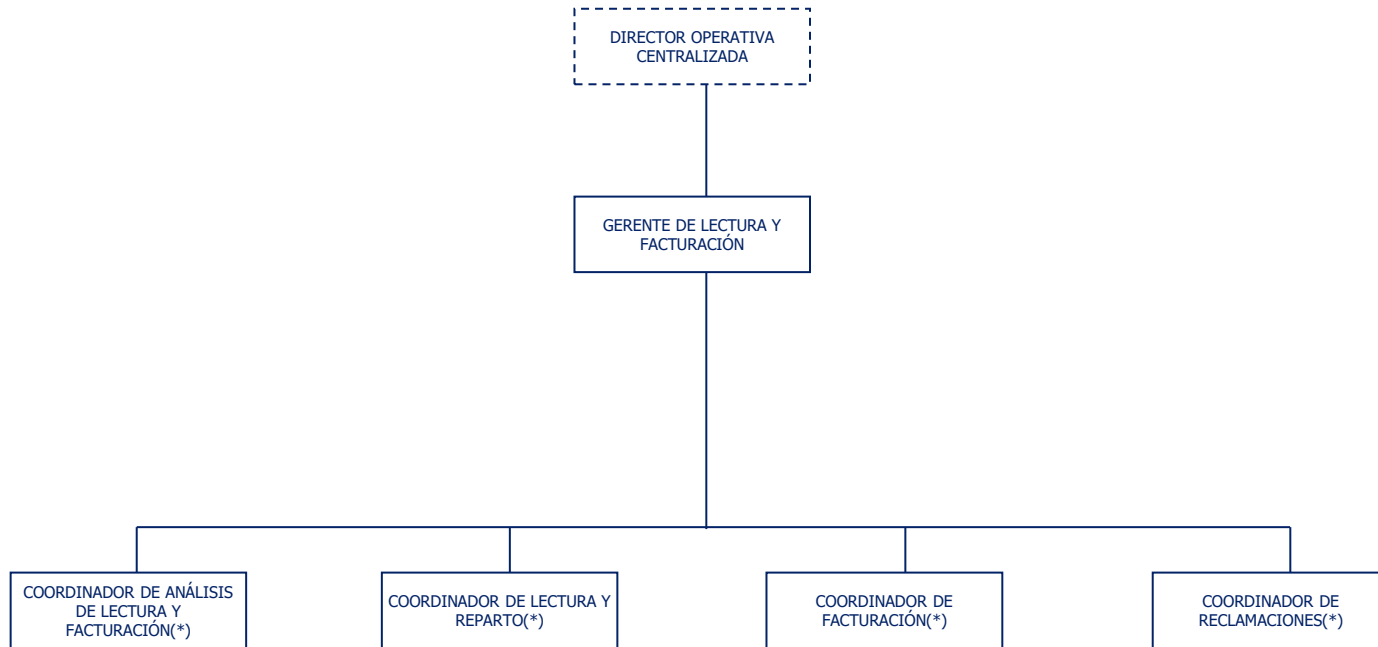 DIRECTOR OPERATIVA
CENTRALIZADA
GERENTE DE LECTURA Y
FACTURACIÓN
COORDINADOR DE ANÁLISIS
DE LECTURA Y
FACTURACIÓN(*)
COORDINADOR DE LECTURA Y
REPARTO(*)
COORDINADOR DE
FACTURACIÓN(*)
COORDINADOR DE
RECLAMACIONES(*)